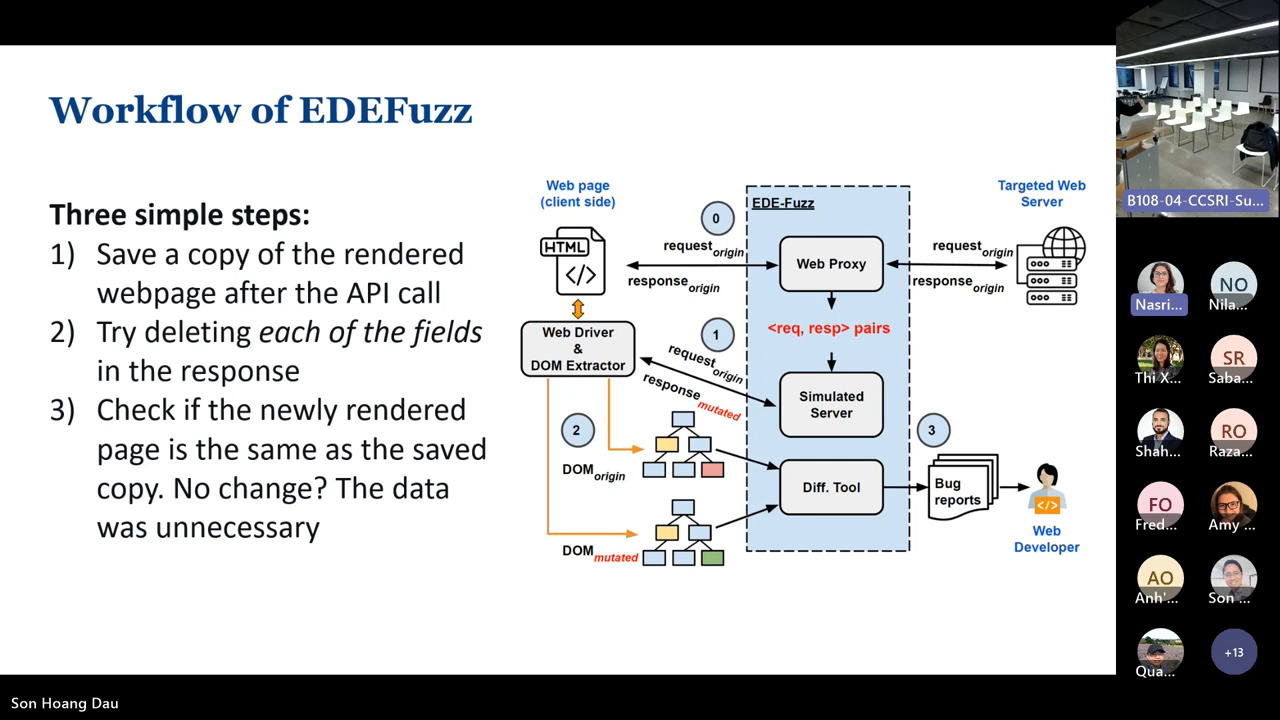 Workflow of EDEFuzz
Three simple steps:
1) Save a copy of the rendered
webpage after the API call
2) Try deleting each of the fields
in the response
3) Check if the newly rendered
page is the same as the saved
copy. No change? The data
was unnecessary
Web page
(client side)
HTML
</>
Web Driver
&
DOM Extractor
0
request origin
response origin
1
request origin
response mutated
2
DOM origin
DOM mutated
EDE-Fuzz
Web Proxy
<req, resp> pairs
Simulated
Server
Diff. Tool
Targeted Web
Server
request origin
response origin
3
Bug
reports
</>
Web
Developer
B108-04-CCSRI-Su...
Nasri...
NO
Nila...
Thi X...
SR
Saba...
Shah...
RO
Raza...
FO
Fred...
Amy ...
AO
Anh'...
Son ...
Qua...
+13
Son Hoang Dau